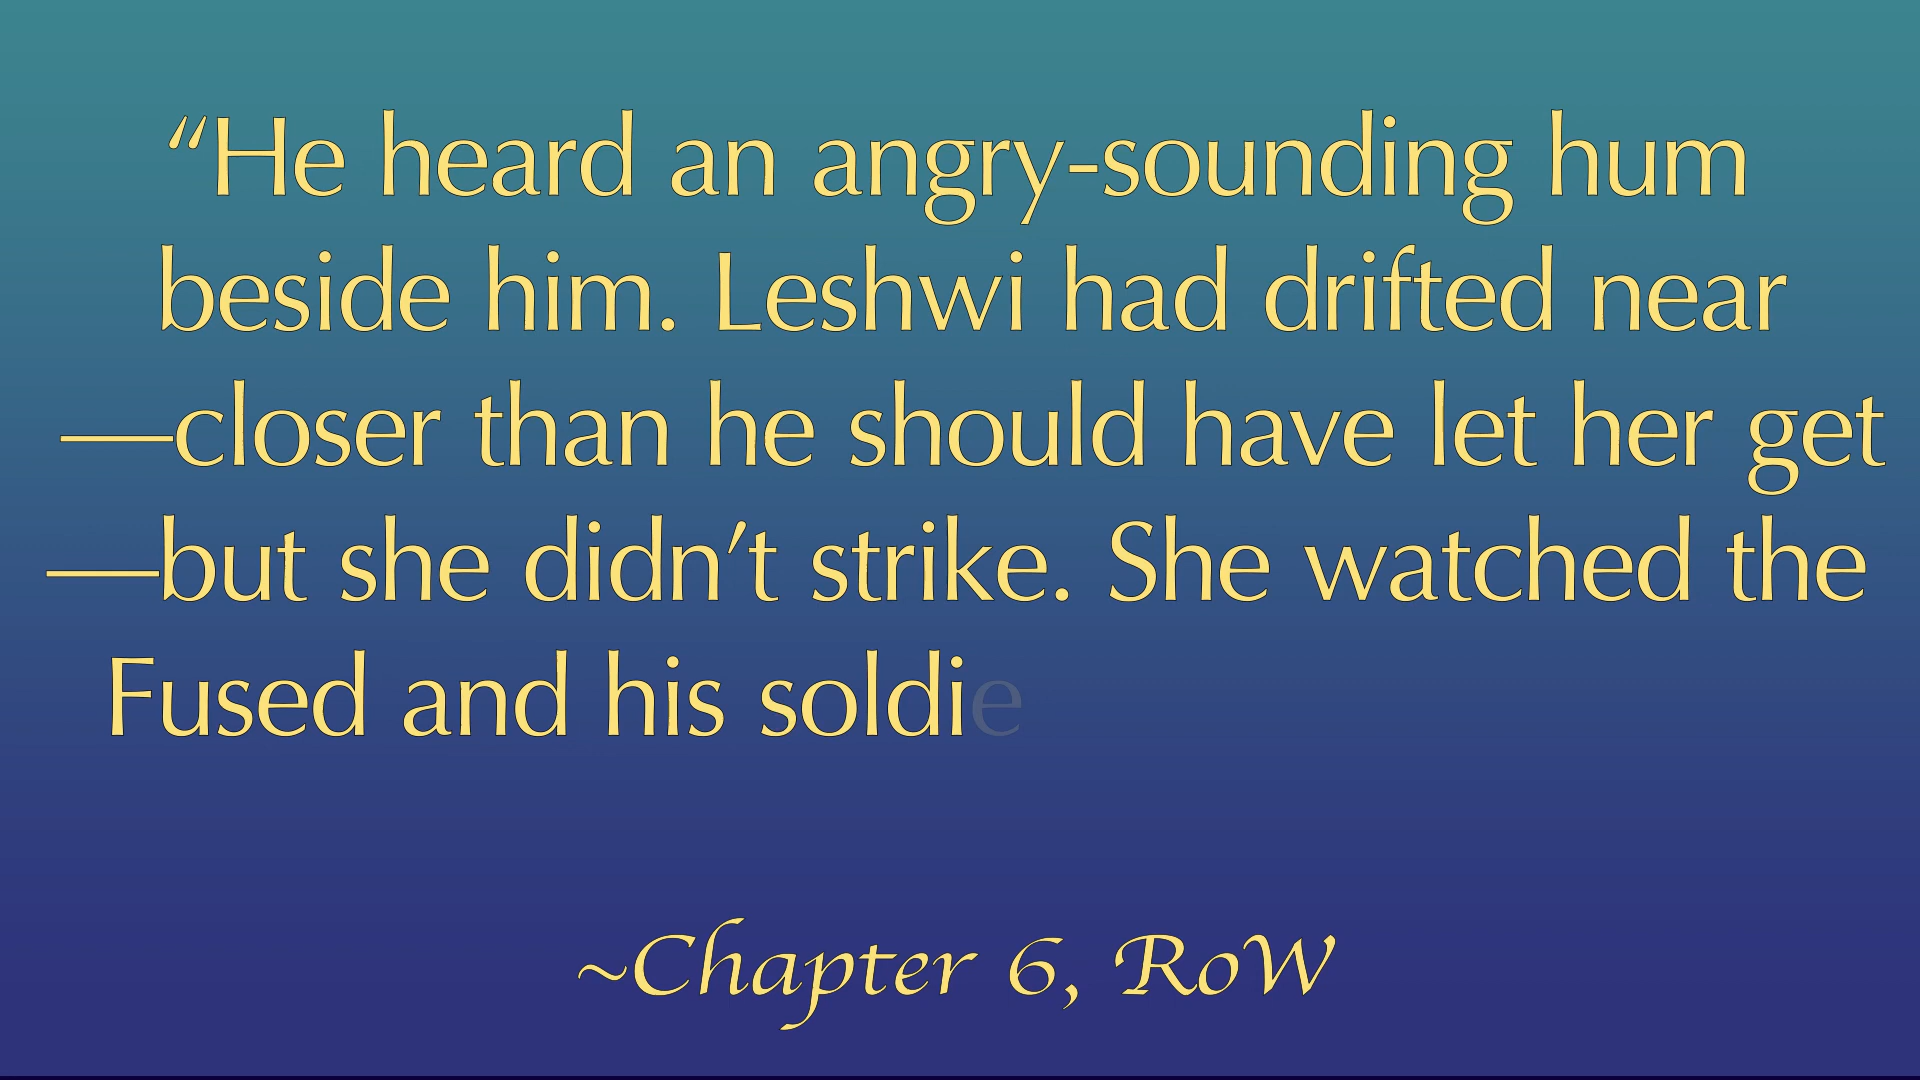 “He heard an angry-sounding hum
beside him. Leshwi had drifted near
—closer than he should have let her get
—but she didn’t strike. She watched the
Fused and his soldie
~Chapter 6, RoW